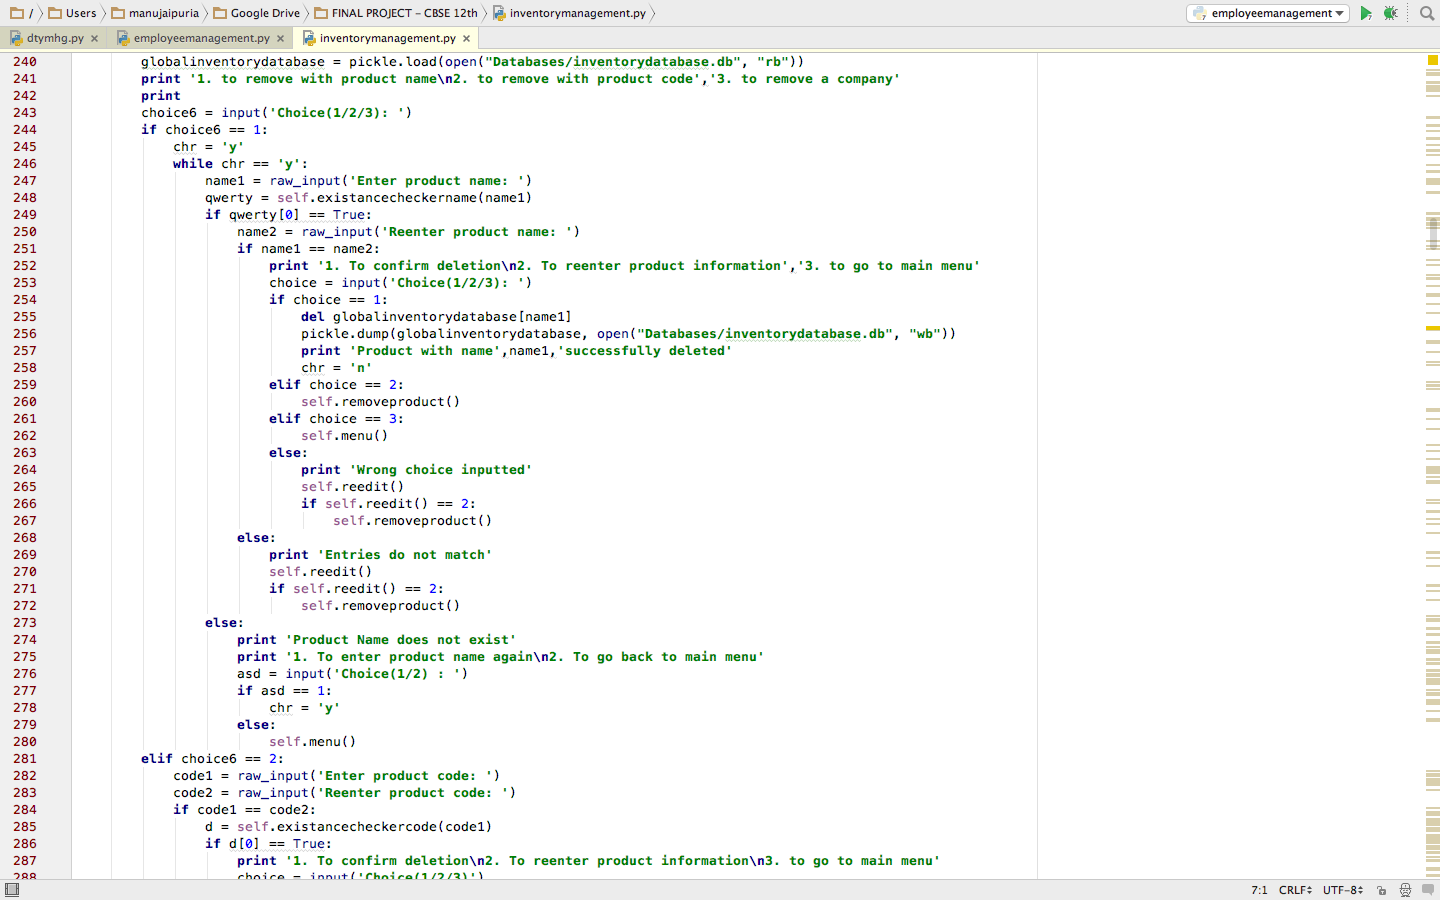 / Users manujaipuria Google Drive FINAL PROJECT – CBSE 12th inventorymanagement.py employeemanagement
dtymhg.py employeemanagement.py inventorymanagement.py
240 globalinventorydatabase = pickle.load(open("Databases/inventorydatabase.db", "rb"))
241 print '1. to remove with product name\n2. to remove with product code','3. to remove a company'
242 print
243 choice6 = input('Choice(1/2/3): ')
244 if choice6 == 1:
245 chr = 'y'
246 while chr == 'y':
247 name1 = raw_input('Enter product name: ')
248 qwerty = self.existancecheckername(name1)
249 if qwerty[0] == True:
250 name2 = raw_input('Reenter product name: ')
251 if name1 == name2:
252 print '1. To confirm deletion\n2. To reenter product information','3. to go to main menu'
253 choice = input('Choice(1/2/3): ')
254 if choice == 1:
255 del globalinventorydatabase[name1]
256 pickle.dump(globalinventorydatabase, open("Databases/inventorydatabase.db", "wb"))
257 print 'Product with name',name1,'successfully deleted'
258 chr = 'n'
259 elif choice == 2:
260 self.removeproduct()
261 elif choice == 3:
262 self.menu()
263 else:
264 print 'Wrong choice inputted'
265 self.reedit()
266 if self.reedit() == 2:
267 self.removeproduct()
268 else:
269 print 'Entries do not match'
270 self.reedit()
271 if self.reedit() == 2:
272 self.removeproduct()
273 else:
274 print 'Product Name does not exist'
275 print '1. To enter product name again\n2. To go back to main menu'
276 asd = input('Choice(1/2) : ')
277 if asd == 1:
278 chr = 'y'
279 else:
280 self.menu()
281 elif choice6 == 2:
282 code1 = raw_input('Enter product code: ')
283 code2 = raw_input('Reenter product code: ')
284 if code1 == code2:
285 d = self.existancecheckercode(code1)
286 if d[0] == True:
287 print '1. To confirm deletion\n2. To reenter product information\n3. to go to main menu'
288 choice = input('Choice(1/2/3)')
7:1 CRLF UTF-8